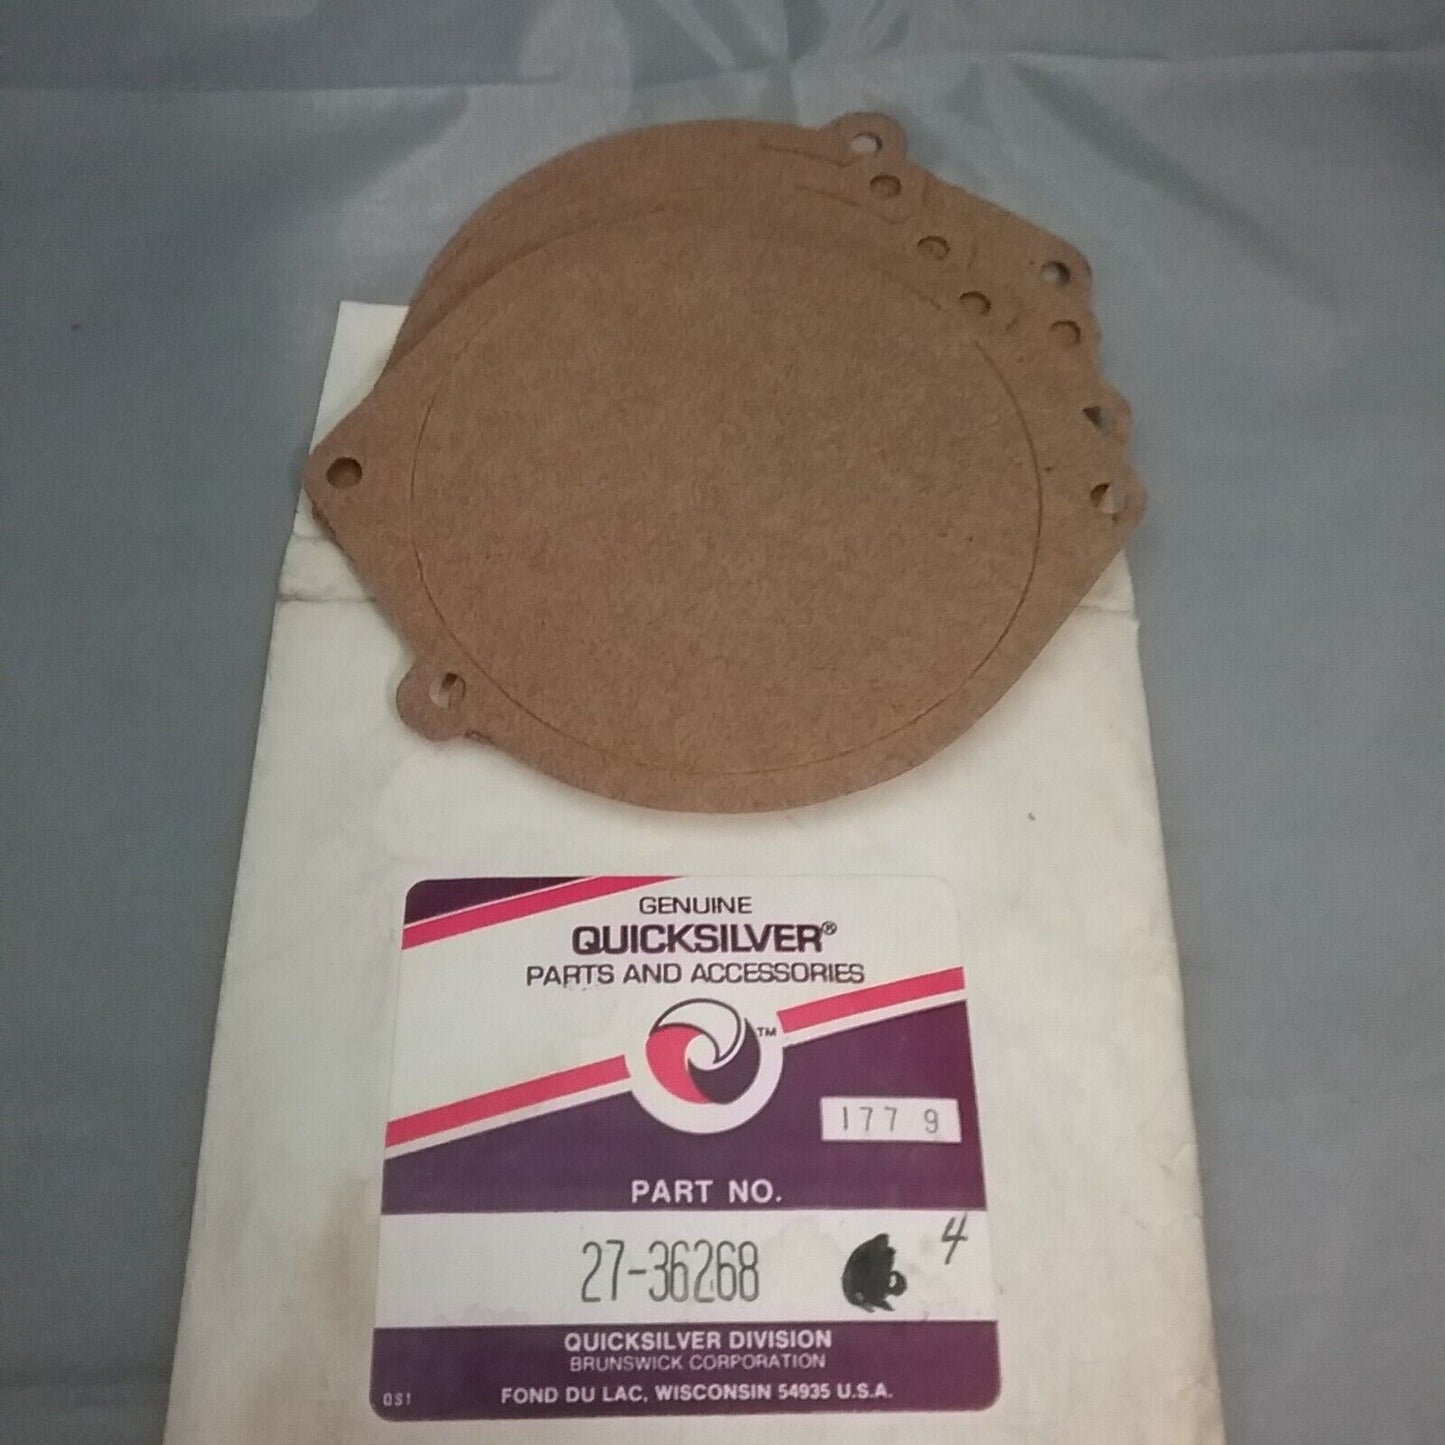 GENUINE
QUICKSILVER®
PARTS AND ACCESSORIES
TM
177 9
PART NO.
27-36268
4
QUICKSILVER DIVISION
BRUNSWICK CORPORATION
FOND DU LAC, WISCONSIN 54935 U.S.A.
QS1